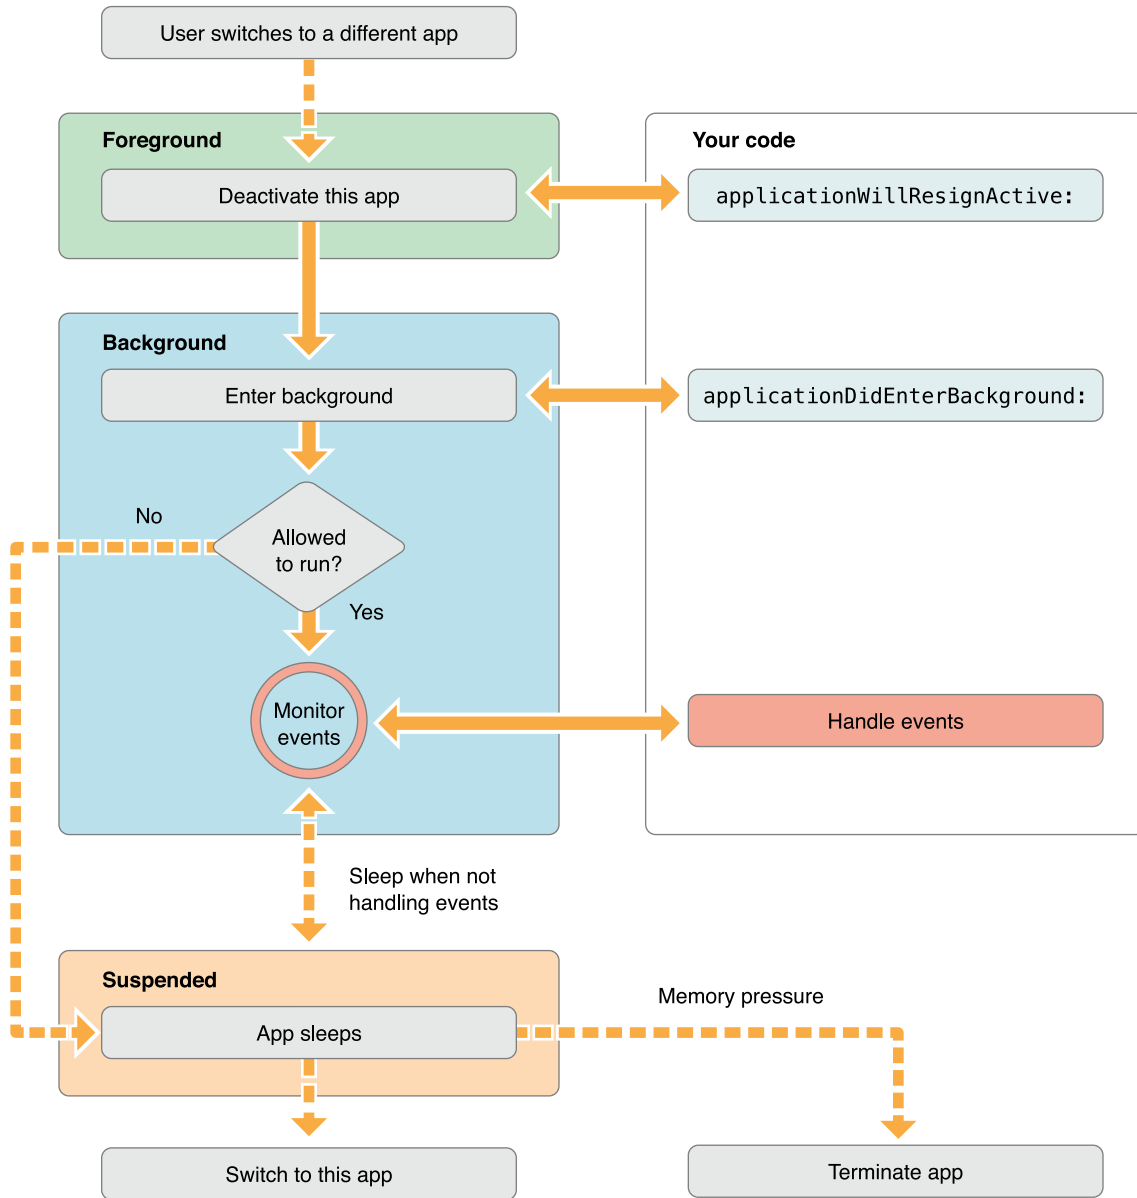 User switches to a different app
Foreground
Your code
Deactivate this app
applicationWillResignActive:
Background
Enter background
applicationDidEnterBackground:
No
Allowed
to run?
Yes
Monitor
events
Handle events
Sleep when not
handling events
Suspended
Memory pressure
App sleeps
Switch to this app
Terminate app